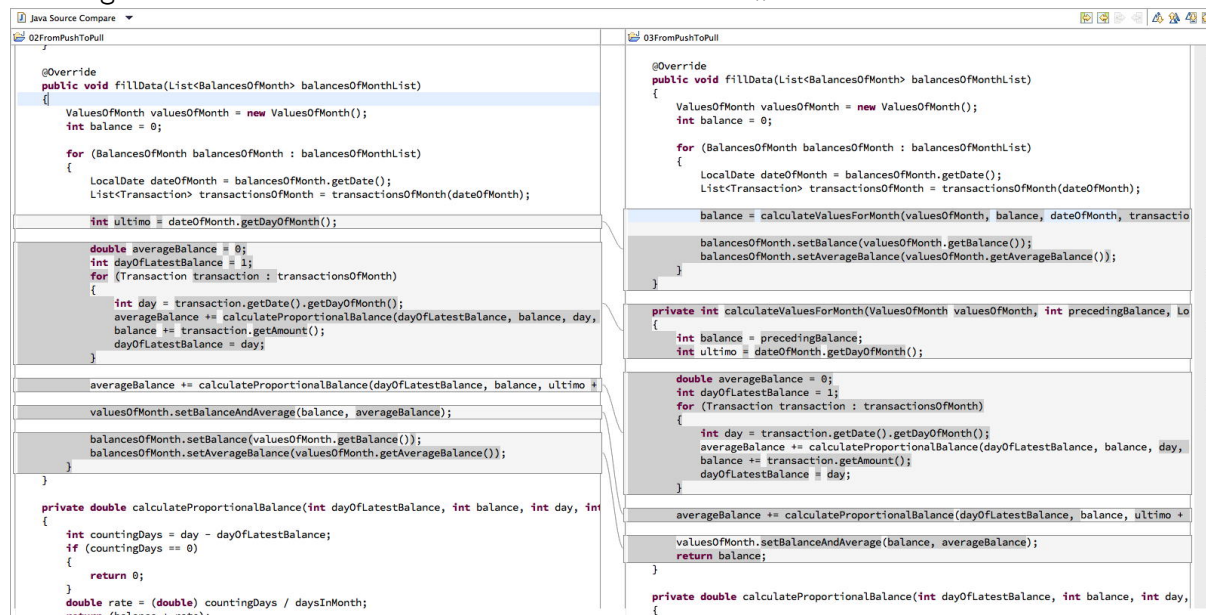 Java Source Compare
02FromPushToPull
}
@Override
public void fillData(List<BalancesOfMonth> balancesOfMonthList)
{
ValuesOfMonth valuesOfMonth = new ValuesOfMonth();
int balance = 0;
for (BalancesOfMonth balancesOfMonth : balancesOfMonthList)
{
LocalDate dateOfMonth = balancesOfMonth.getDate();
List<Transaction> transactionsOfMonth = transactionsOfMonth(dateOfMonth);
int ultimo = dateOfMonth.getDayOfMonth();
double averageBalance = 0;
int dayOfLatestBalance = 1;
for (Transaction transaction : transactionsOfMonth)
{
int day = transaction.getDate().getDayOfMonth();
averageBalance += calculateProportionalBalance(dayOfLatestBalance, balance, day,
balance += transaction.getAmount();
dayOfLatestBalance = day;
}
averageBalance += calculateProportionalBalance(dayOfLatestBalance, balance, ultimo +
valuesOfMonth.setBalanceAndAverage(balance, averageBalance);
balancesOfMonth.setBalance(valuesOfMonth.getBalance());
balancesOfMonth.setAverageBalance(valuesOfMonth.getAverageBalance());
}
}
private double calculateProportionalBalance(int dayOfLatestBalance, int balance, int day, int
{
int countingDays = day - dayOfLatestBalance;
if (countingDays == 0)
{
return 0;
}
double rate = (double) countingDays / daysInMonth;
03FromPushToPull
@Override
public void fillData(List<BalancesOfMonth> balancesOfMonthList)
{
ValuesOfMonth valuesOfMonth = new ValuesOfMonth();
int balance = 0;
for (BalancesOfMonth balancesOfMonth : balancesOfMonthList)
{
LocalDate dateOfMonth = balancesOfMonth.getDate();
List<Transaction> transactionsOfMonth = transactionsOfMonth(dateOfMonth);
balance = calculateValuesForMonth(valuesOfMonth, balance, dateOfMonth, transactio
balancesOfMonth.setBalance(valuesOfMonth.getBalance());
balancesOfMonth.setAverageBalance(valuesOfMonth.getAverageBalance());
}
}
private int calculateValuesForMonth(ValuesOfMonth valuesOfMonth, int precedingBalance, Lo
{
int balance = precedingBalance;
int ultimo = dateOfMonth.getDayOfMonth();
double averageBalance = 0;
int dayOfLatestBalance = 1;
for (Transaction transaction : transactionsOfMonth)
{
int day = transaction.getDate().getDayOfMonth();
averageBalance += calculateProportionalBalance(dayOfLatestBalance, balance, day,
balance += transaction.getAmount();
dayOfLatestBalance = day;
}
averageBalance += calculateProportionalBalance(dayOfLatestBalance, balance, ultimo +
valuesOfMonth.setBalanceAndAverage(balance, averageBalance);
return balance;
}
private double calculateProportionalBalance(int dayOfLatestBalance, int balance, int day,
{